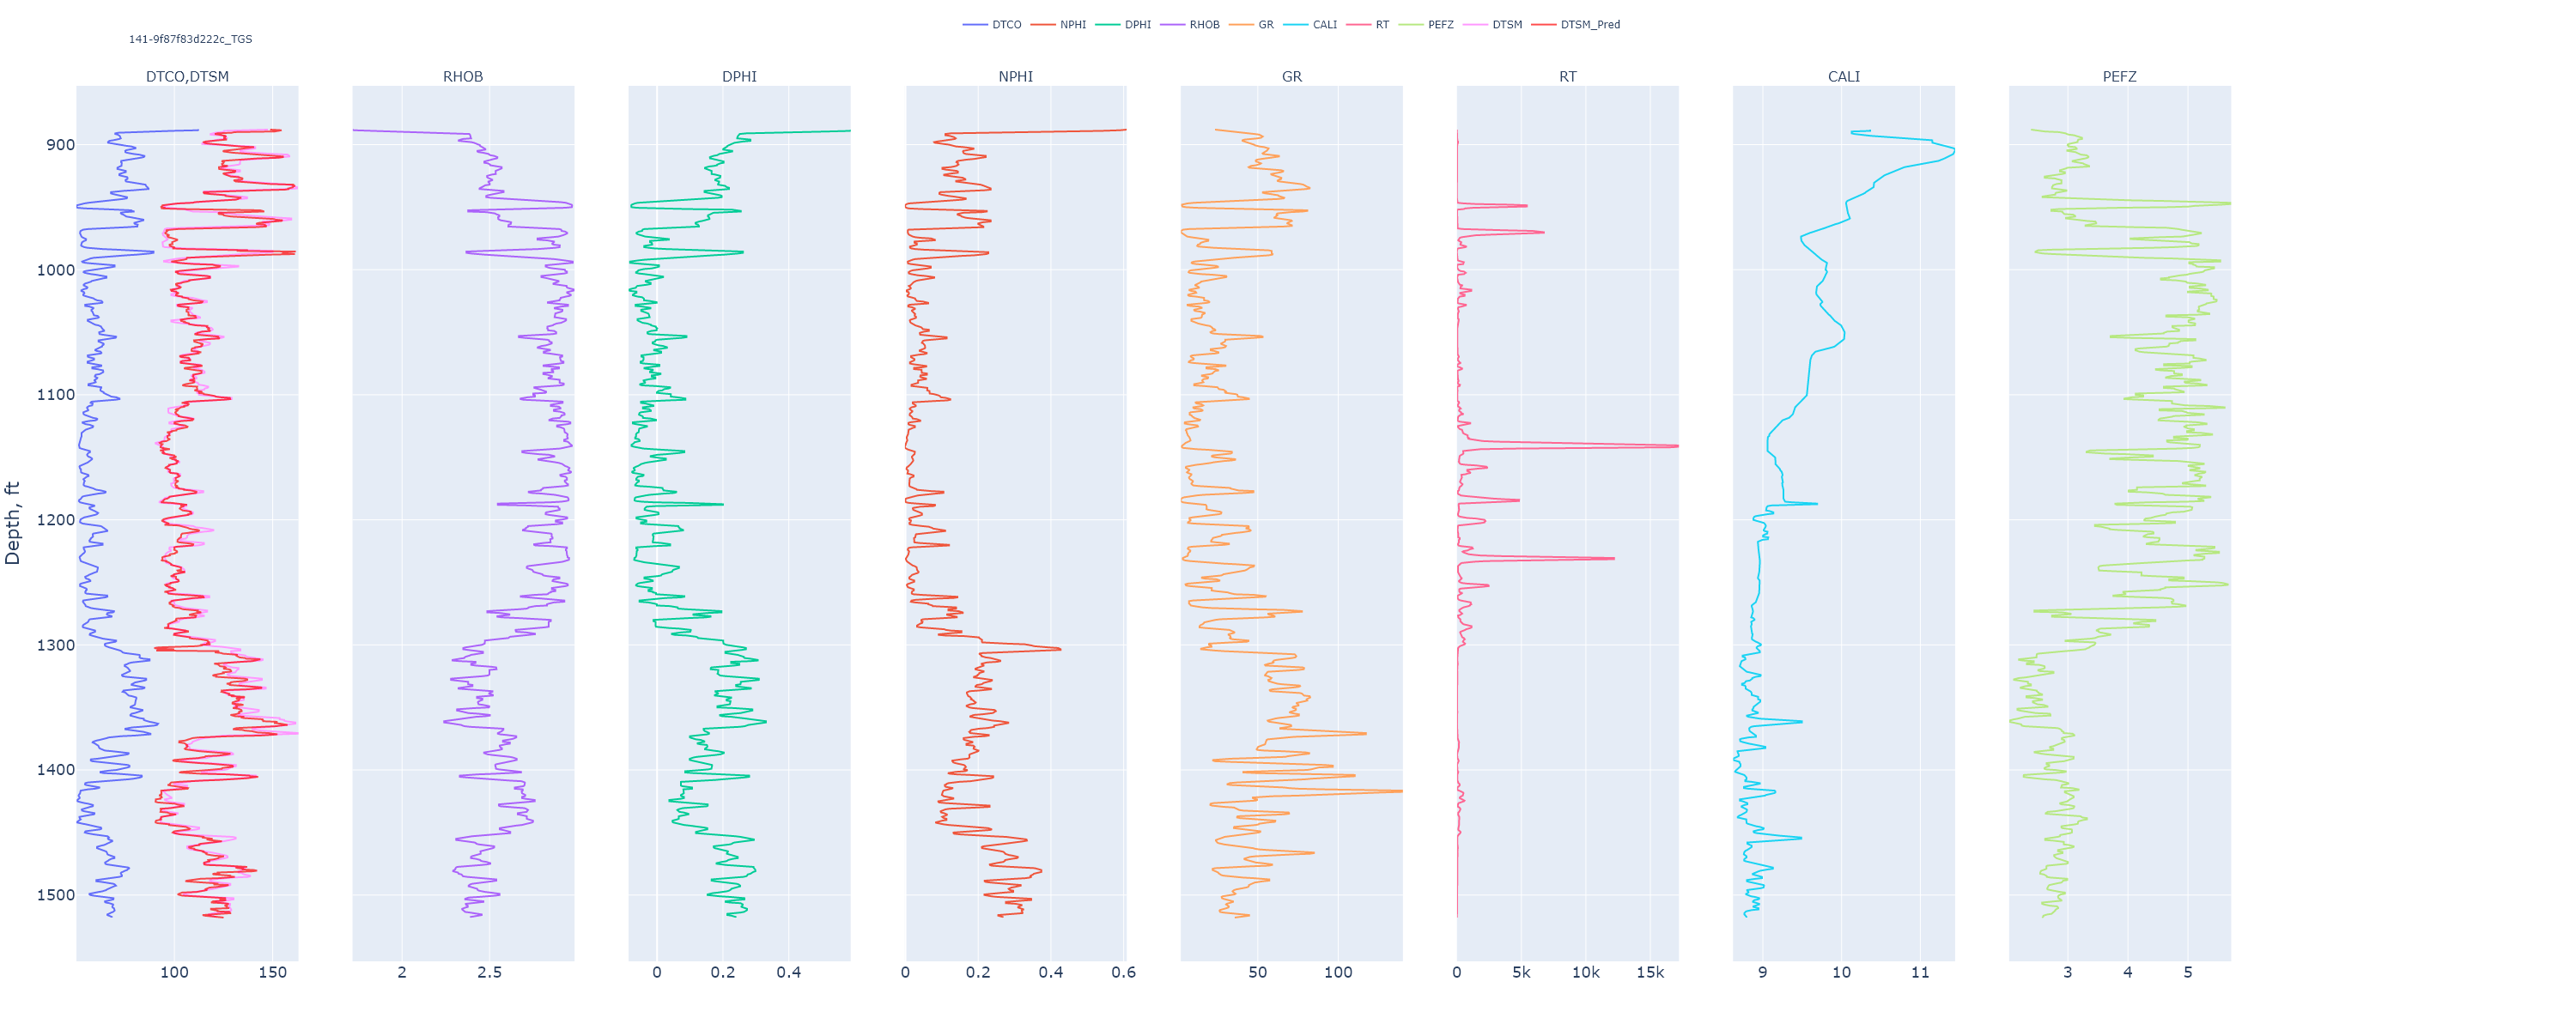 DTCO NPHI DPHI RHOB GR CALI RT PEFZ DTSM DTSM_Pred
141-9f87f83d222c_TGS
DTCO,DTSM RHOB DPHI NPHI GR RT CALI PEFZ
900
1000
1100
1200
1300
1400
1500
Depth, ft
100 150 2 2.5 0 0.2 0.4 0 0.2 0.4 0.6 50 100 0 5k 10k 15k 9 10 11 3 4 5